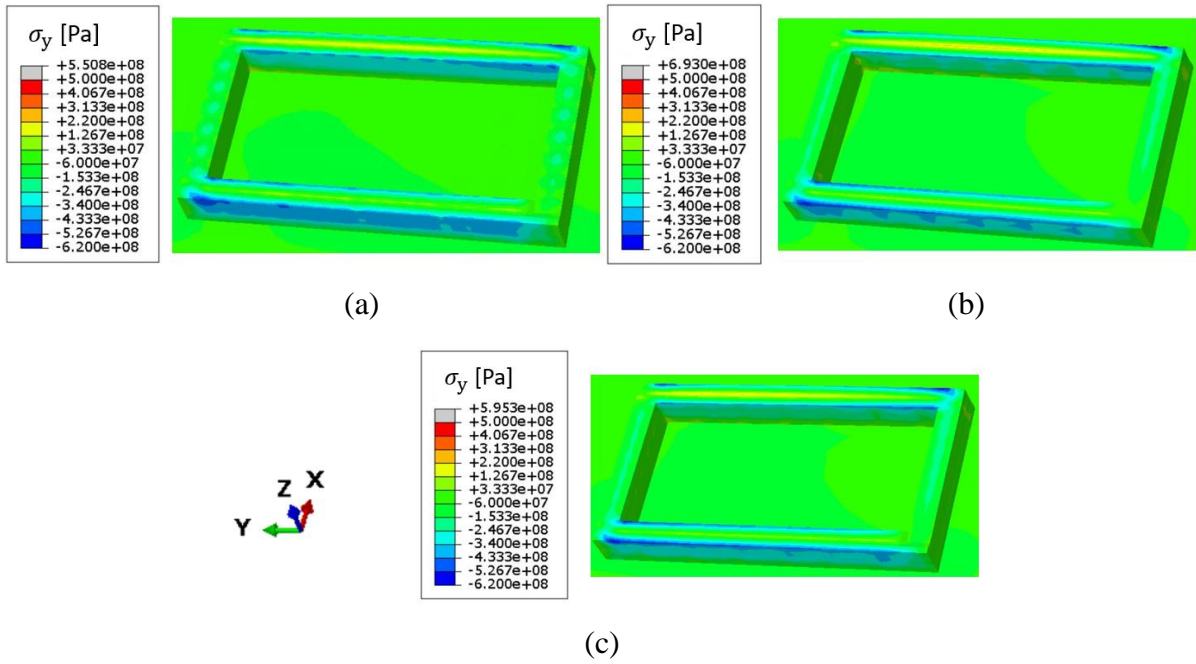 σy [Pa]
+5.508e+08
+5.000e+08
+4.067e+08
+3.133e+08
+2.200e+08
+1.267e+08
+3.333e+07
-6.000e+07
-1.533e+08
-2.467e+08
-3.400e+08
-4.333e+08
-5.267e+08
-6.200e+08
(a)
σy [Pa]
+6.930e+08
+5.000e+08
+4.067e+08
+3.133e+08
+2.200e+08
+1.267e+08
+3.333e+07
-6.000e+07
-1.533e+08
-2.467e+08
-3.400e+08
-4.333e+08
-5.267e+08
-6.200e+08
(b)
σy [Pa]
+5.953e+08
+5.000e+08
+4.067e+08
+3.133e+08
+2.200e+08
+1.267e+08
+3.333e+07
-6.000e+07
-1.533e+08
-2.467e+08
-3.400e+08
-4.333e+08
-5.267e+08
-6.200e+08
Y Z X
(c)